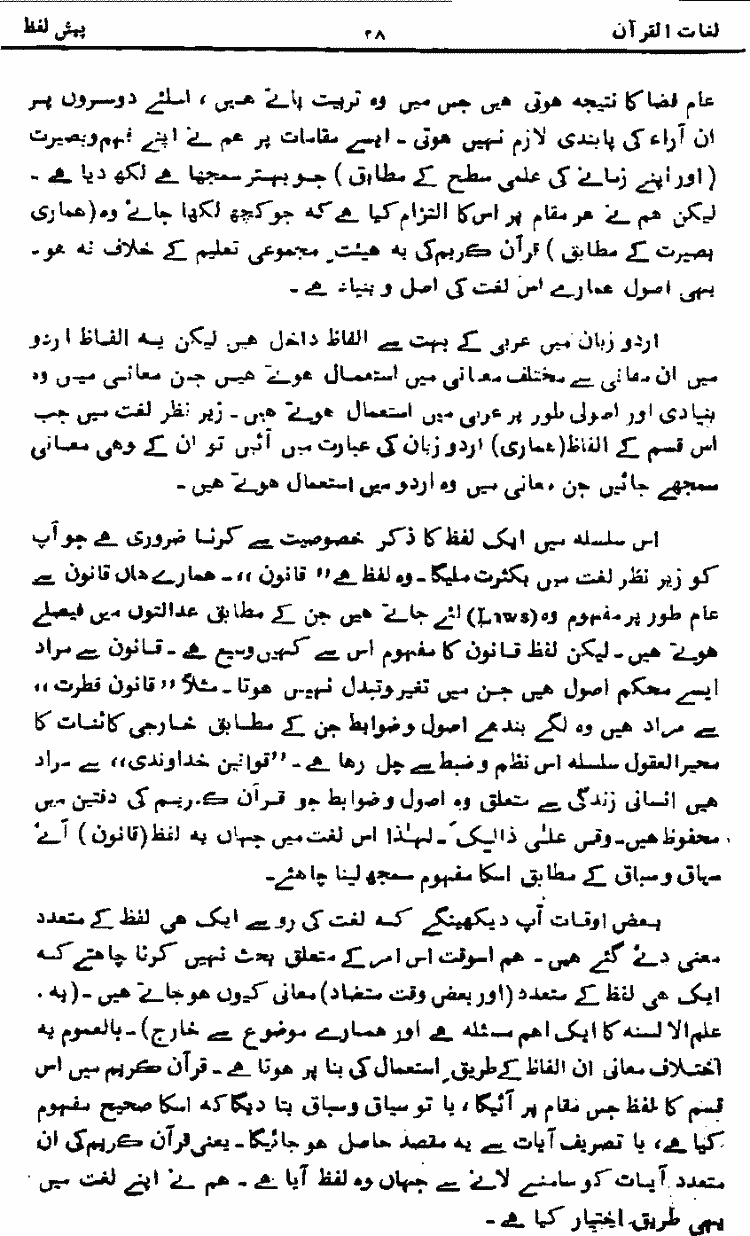 لغات القرآن ۲۸ پیش لفظ
عام فضا کا نتیجہ ہوتی ہیں جس میں وہ تربیت پاتے ہیں، اسلئے دوسروں پر
ان آراء کی پابندی لازم نہیں ہوتی ۔ ایسے مقامات پر ہم نے اپنے فہم و بصیرت
(اور اپنے زمانے کی علمی سطح کے مطابق) جو بہتر سمجھا ہے لکھ دیا ہے ۔
لیکن ہم نے ہر مقام پر اس کا التزام کیا ہے کہ جو کچھ لکھا جائے وہ (ہماری
بصیرت کے مطابق) قرآن کریم کی بہ ہیئتِ مجموعی تعلیم کے خلاف نہ ہو ۔
یہی اصول ہمارے اس لغت کی اصل و بنیاد ہے ۔
اردو زبان میں عربی کے بہت سے الفاظ داخل ہیں لیکن یہ الفاظ اردو
میں ان معانی سے مختلف معانی میں استعمال ہوتے ہیں جن معانی میں وہ
بنیادی اور اصولی طور پر عربی میں استعمال ہوتے ہیں ۔ زیر نظر لغت میں جب
اس قسم کے الفاظ (ہماری) اردو زبان کی عبارت میں آئیں تو ان کے وہی معانی
سمجھے جائیں جن معانی میں وہ اردو میں استعمال ہوتے ہیں ۔
اس سلسلہ میں ایک لفظ کا ذکر خصوصیت سے کرنا ضروری ہے جو آپ
کو زیر نظر لغت میں بکثرت ملیگا ۔ وہ لفظ ہے ”قانون“ ۔ ہمارے ہاں قانون سے
عام طور پر مفہوم وہ (Laws) لئے جاتے ہیں جن کے مطابق عدالتوں میں فیصلے
ہوتے ہیں ۔ لیکن لفظ قانون کا مفہوم اس سے کہیں وسیع ہے ۔ قانون سے مراد
ایسے محکم اصول ہیں جن میں تغیر و تبدل نہیں ہوتا ۔ مثلاً ”قانون فطرت“
سے مراد ہیں وہ لگے بندھے اصول و ضوابط جن کے مطابق خارجی کائنات کا
محیر العقول سلسلہ اس نظم و ضبط سے چل رہا ہے ۔ ”قوانین خداوندی“ سے مراد
ہیں انسانی زندگی سے متعلق وہ اصول و ضوابط جو قرآن کریم کی دفتین میں
محفوظ ہیں ۔ وقس علیٰ ذالک ۔ لہٰذا اس لغت میں جہاں یہ لفظ (قانون) آئے
سیاق و سباق کے مطابق اسکا مفہوم سمجھ لینا چاہئے ۔
بعض اوقات آپ دیکھینگے کہ لغت کی رو سے ایک ہی لفظ کے متعدد
معنی دئے گئے ہیں ۔ ہم اسوقت اس امر کے متعلق بحث نہیں کرنا چاہتے کہ
ایک ہی لفظ کے متعدد (اور بعض وقت متضاد) معانی کیوں ہو جاتے ہیں ۔ (یہ
علم الالسنہ کا ایک اہم مسئلہ ہے اور ہمارے موضوع سے خارج) ۔ بالعموم یہ
اختلاف معانی ان الفاظ کے طریقِ استعمال کی بنا پر ہوتا ہے ۔ قرآن کریم میں اس
قسم کا لفظ جس مقام پر آئیگا، یا تو سیاق و سباق بتا دیگا کہ اسکا صحیح مفہوم
کیا ہے، یا تصریف آیات سے یہ مقصد حاصل ہو جائیگا ۔ یعنی قرآن کریم کی ان
متعدد آیات کو سامنے لانے سے جہاں وہ لفظ آیا ہے ۔ ہم نے اپنے لغت میں
یہی طریق اختیار کیا ہے ۔